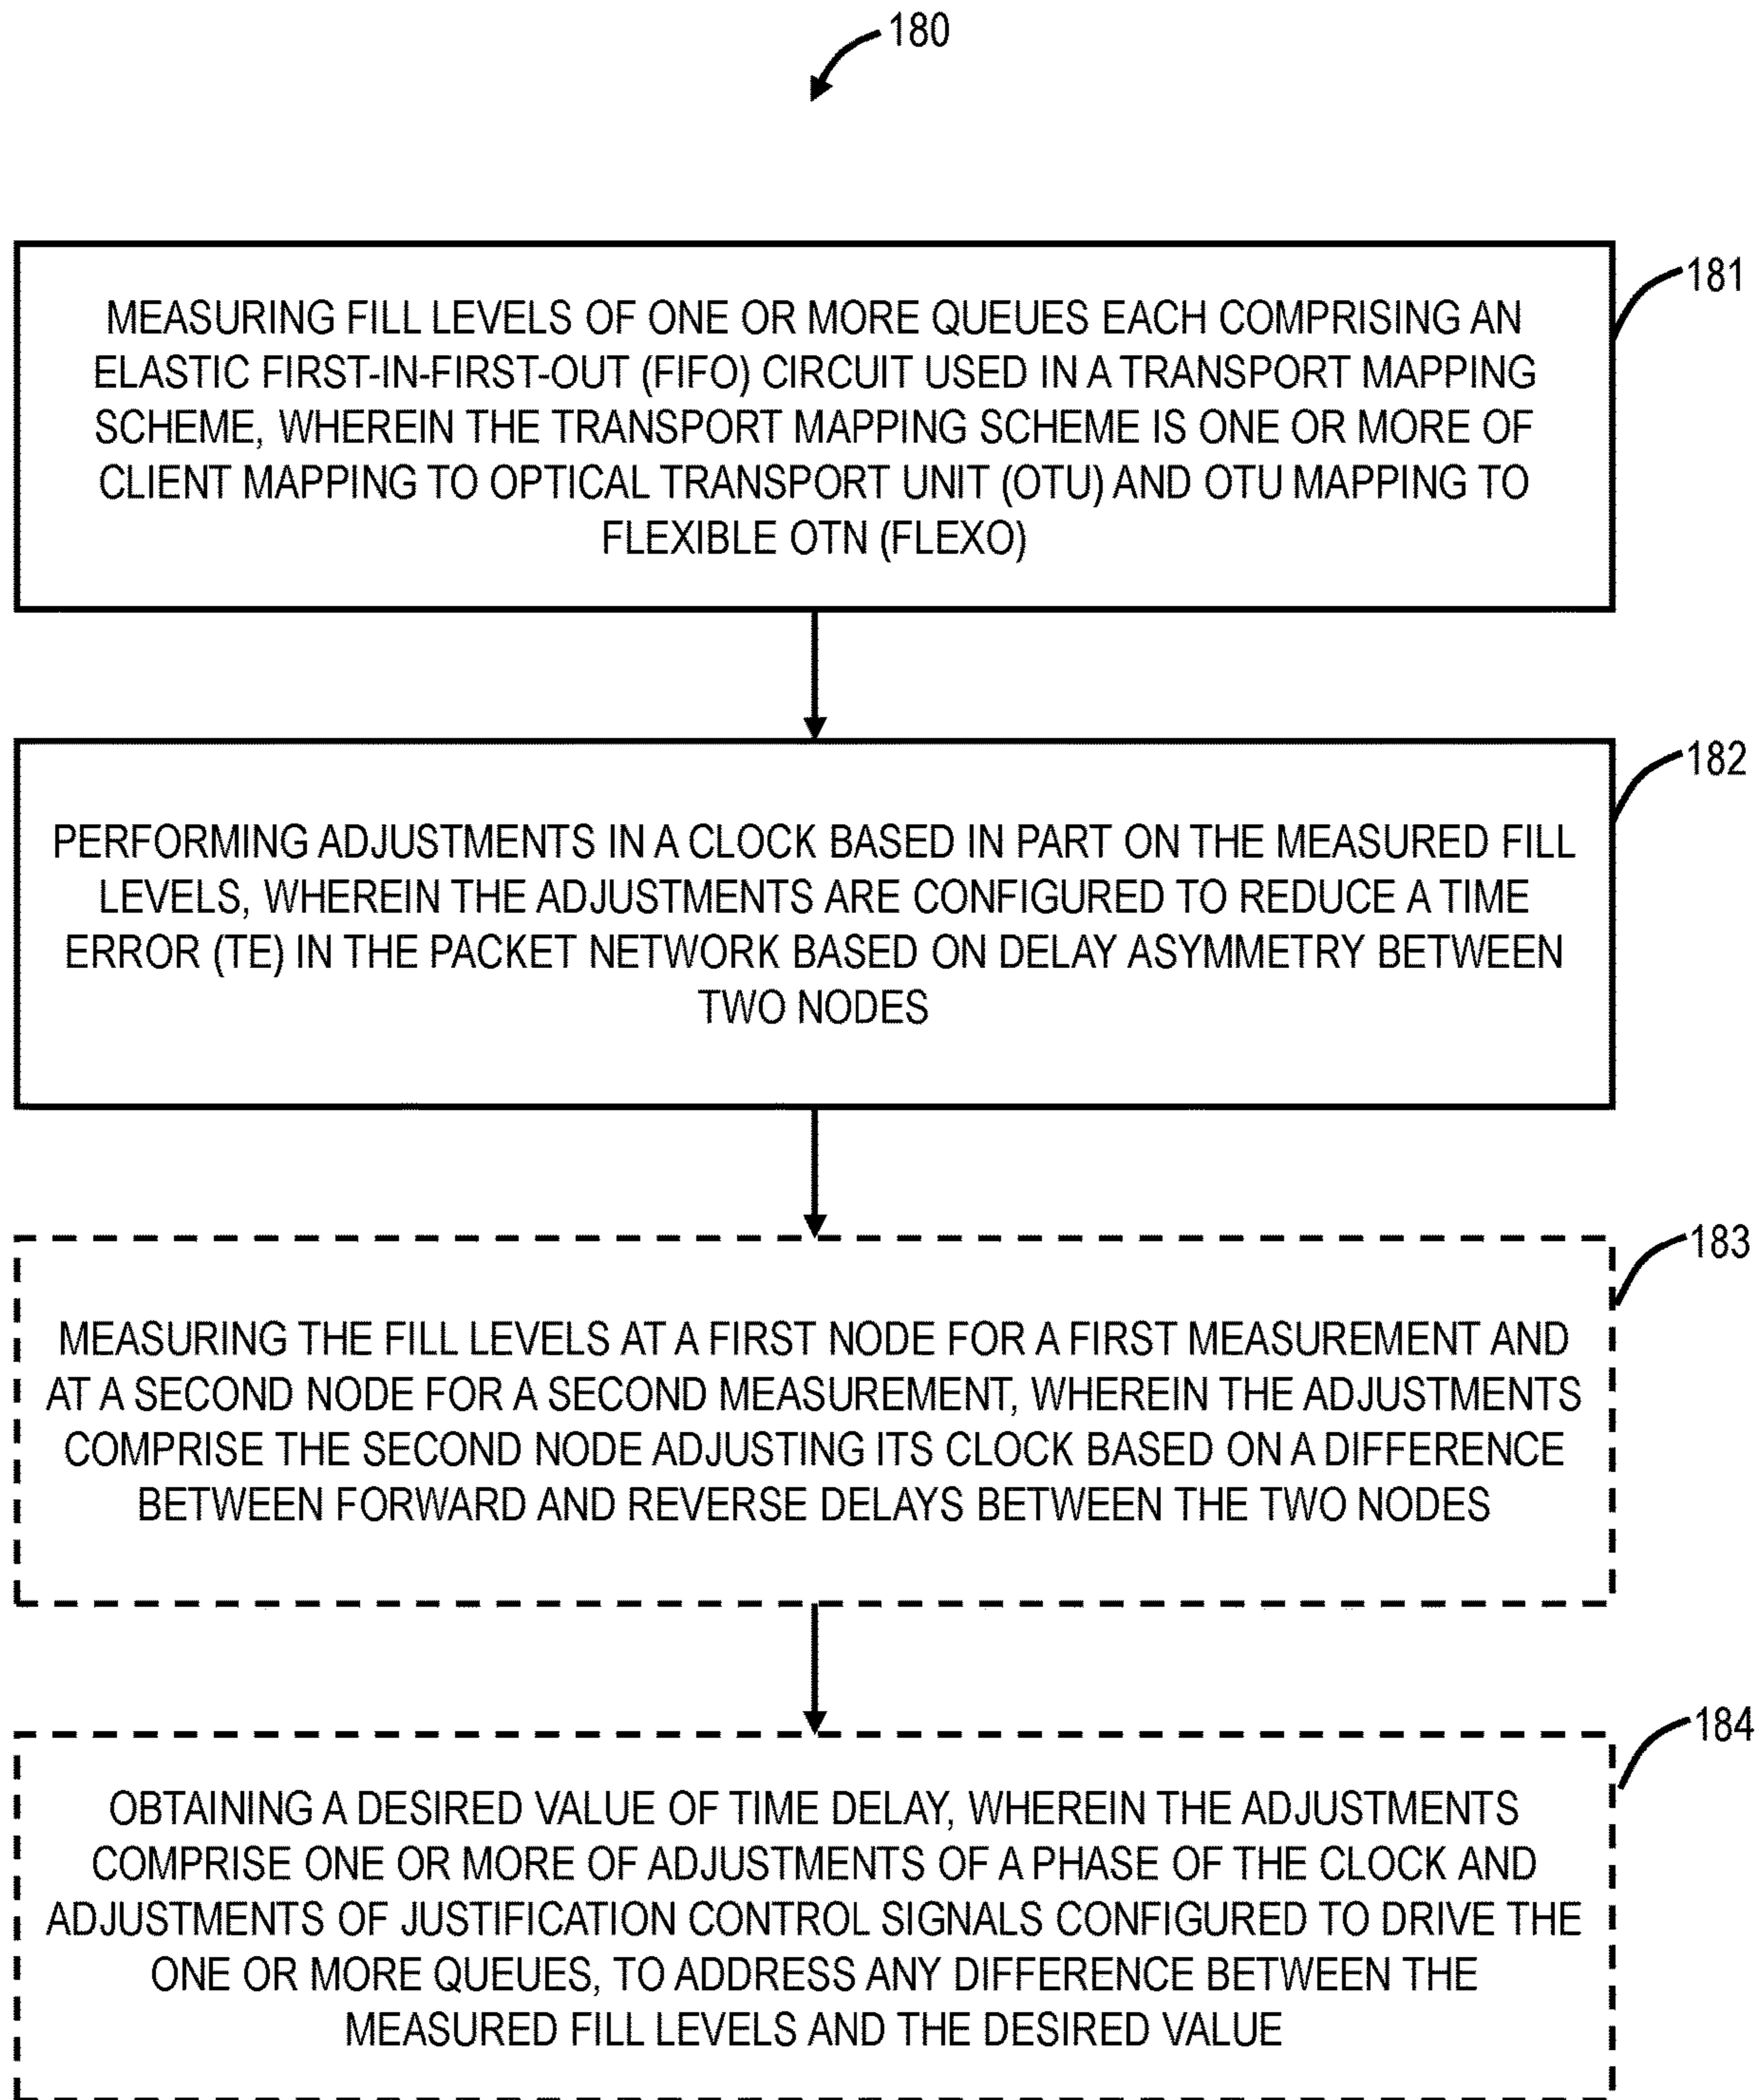 180
181
MEASURING FILL LEVELS OF ONE OR MORE QUEUES EACH COMPRISING AN
ELASTIC FIRST-IN-FIRST-OUT (FIFO) CIRCUIT USED IN A TRANSPORT MAPPING
SCHEME, WHEREIN THE TRANSPORT MAPPING SCHEME IS ONE OR MORE OF
CLIENT MAPPING TO OPTICAL TRANSPORT UNIT (OTU) AND OTU MAPPING TO
FLEXIBLE OTN (FLEXO)
182
PERFORMING ADJUSTMENTS IN A CLOCK BASED IN PART ON THE MEASURED FILL
LEVELS, WHEREIN THE ADJUSTMENTS ARE CONFIGURED TO REDUCE A TIME
ERROR (TE) IN THE PACKET NETWORK BASED ON DELAY ASYMMETRY BETWEEN
TWO NODES
183
MEASURING THE FILL LEVELS AT A FIRST NODE FOR A FIRST MEASUREMENT AND
AT A SECOND NODE FOR A SECOND MEASUREMENT, WHEREIN THE ADJUSTMENTS
COMPRISE THE SECOND NODE ADJUSTING ITS CLOCK BASED ON A DIFFERENCE
BETWEEN FORWARD AND REVERSE DELAYS BETWEEN THE TWO NODES
184
OBTAINING A DESIRED VALUE OF TIME DELAY, WHEREIN THE ADJUSTMENTS
COMPRISE ONE OR MORE OF ADJUSTMENTS OF A PHASE OF THE CLOCK AND
ADJUSTMENTS OF JUSTIFICATION CONTROL SIGNALS CONFIGURED TO DRIVE THE
ONE OR MORE QUEUES, TO ADDRESS ANY DIFFERENCE BETWEEN THE
MEASURED FILL LEVELS AND THE DESIRED VALUE